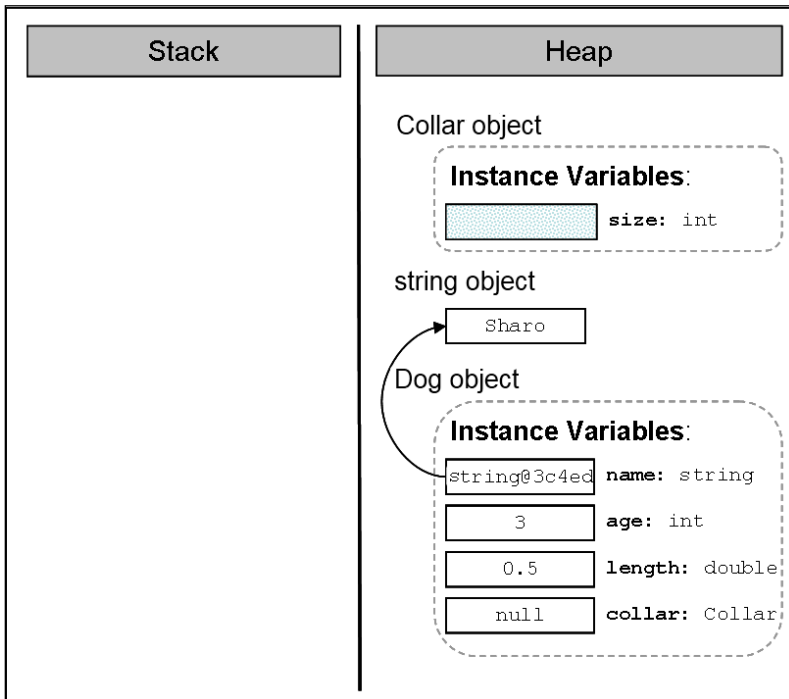 Stack
Heap
Collar object
Instance Variables:
size: int
string object
Sharo
Dog object
Instance Variables:
string@3c4ed name: string
3 age: int
0.5 length: double
null collar: Collar